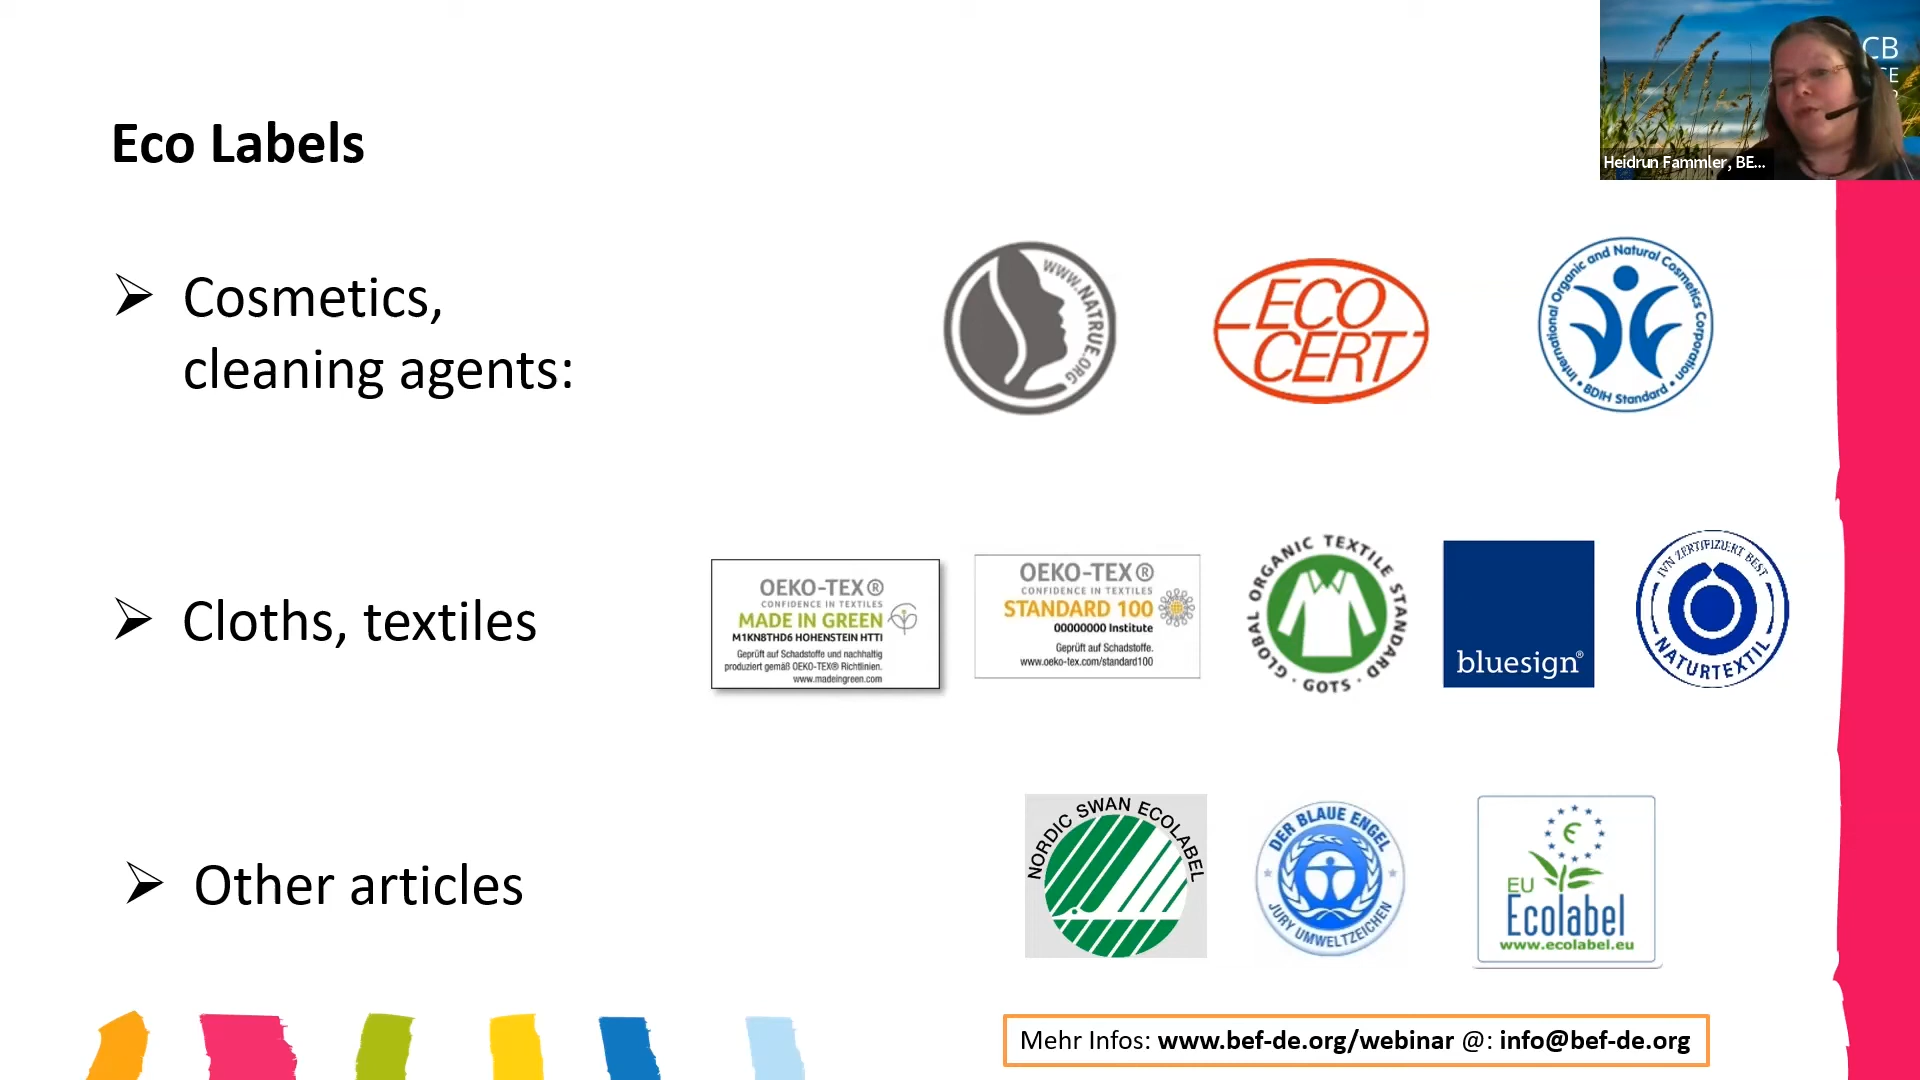 CB
CE
Heidrun Fammler, BE...
Eco Labels
Cosmetics,
cleaning agents:
WWW.NATRUE.ORG
ECO
CERT
International Organic and Natural Cosmetics Corporation
• BDIH Standard •
Cloths, textiles
OEKO-TEX®
CONFIDENCE IN TEXTILES
MADE IN GREEN
M1KN8THD6 HOHENSTEIN HTTI
Geprüft auf Schadstoffe und nachhaltig
produziert gemäß OEKO-TEX® Richtlinien.
www.madeingreen.com
OEKO-TEX®
CONFIDENCE IN TEXTILES
STANDARD 100
00000000 Institute
Geprüft auf Schadstoffe.
www.oeko-tex.com/standard100
GLOBAL ORGANIC TEXTILE STANDARD
· GOTS ·
bluesign®
IVN ZERTIFIZIERT BEST
NATURTEXTIL
Other articles
NORDIC SWAN ECOLABEL
DER BLAUE ENGEL
JURY UMWELTZEICHEN
EU
Ecolabel
www.ecolabel.eu
Mehr Infos: www.bef-de.org/webinar @: info@bef-de.org